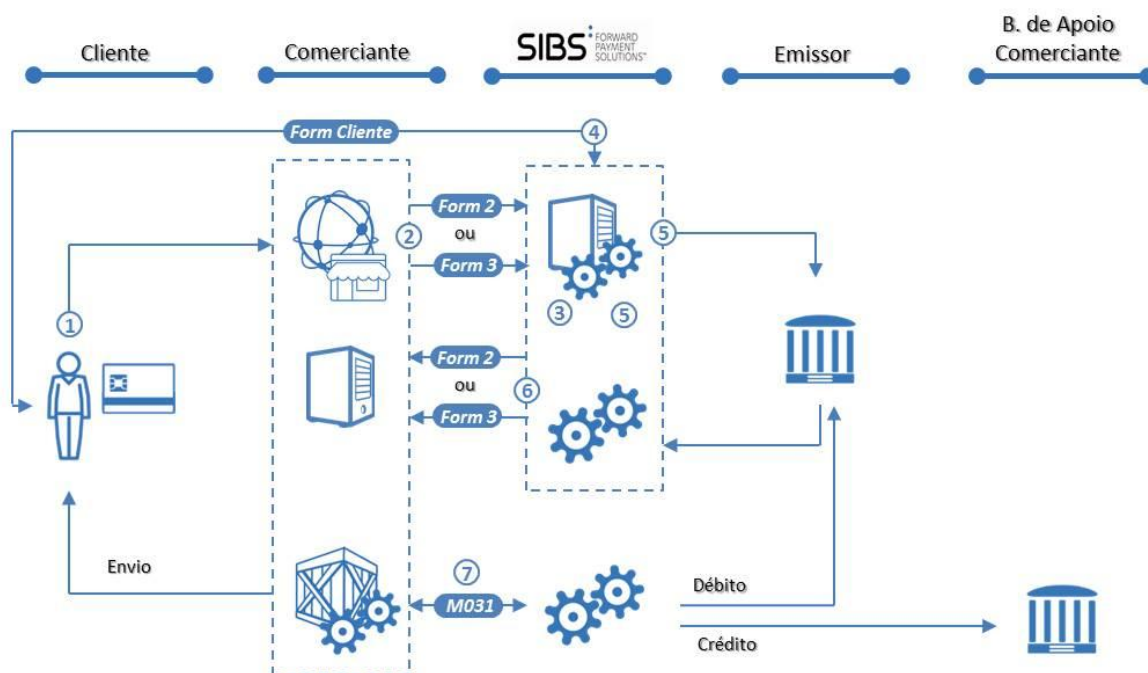 Cliente
Comerciante
SIBS FORWARD
PAYMENT
SOLUTIONS™
Emissor
B. de Apoio
Comerciante
Form Cliente
4
Form 2
2
ou
5
Form 3
1
3
5
Form 2
ou
6
Form 3
Envio
7
M031
Débito
Crédito